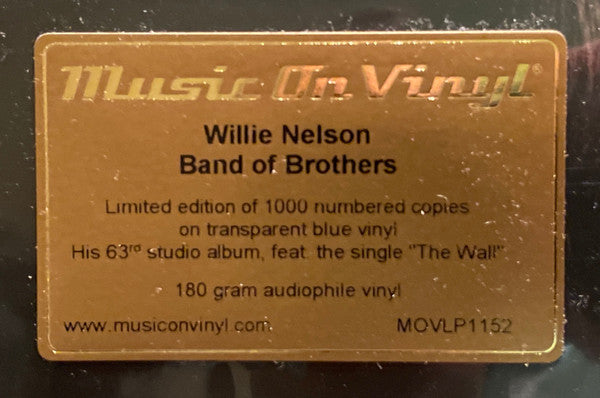 Music On Vinyl®
Willie Nelson
Band of Brothers
Limited edition of 1000 numbered copies
on transparent blue vinyl
His 63rd studio album, feat. the single "The Wall"
180 gram audiophile vinyl
www.musiconvinyl.com MOVLP1152